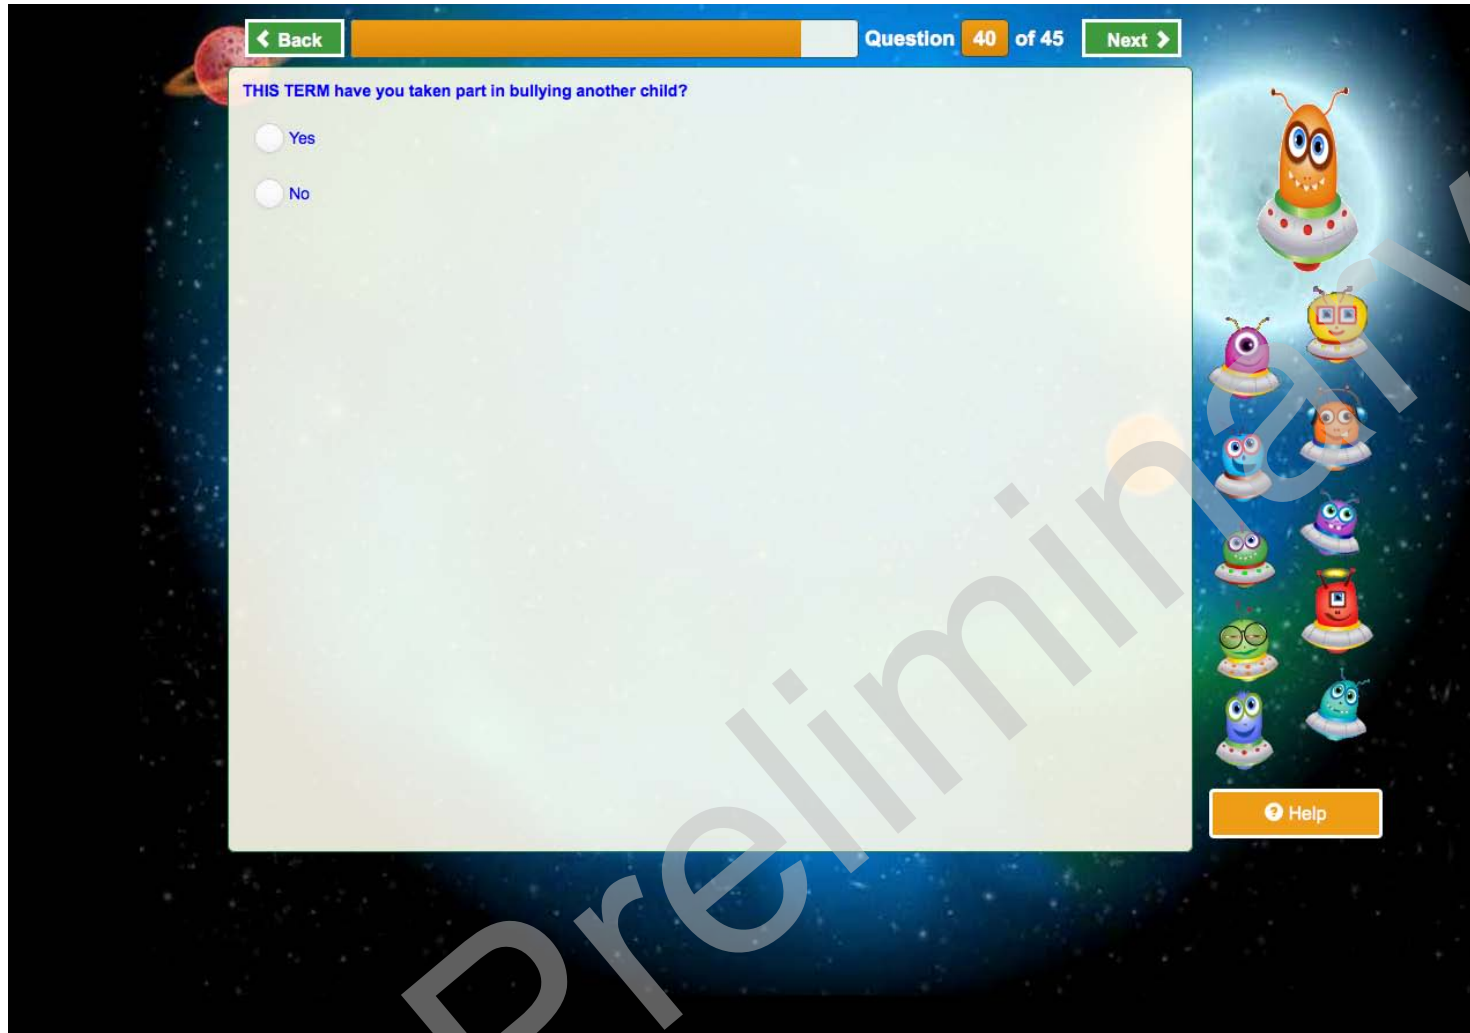 Back
Question 40 of 45
Next
THIS TERM have you taken part in bullying another child?
Yes
No
Help